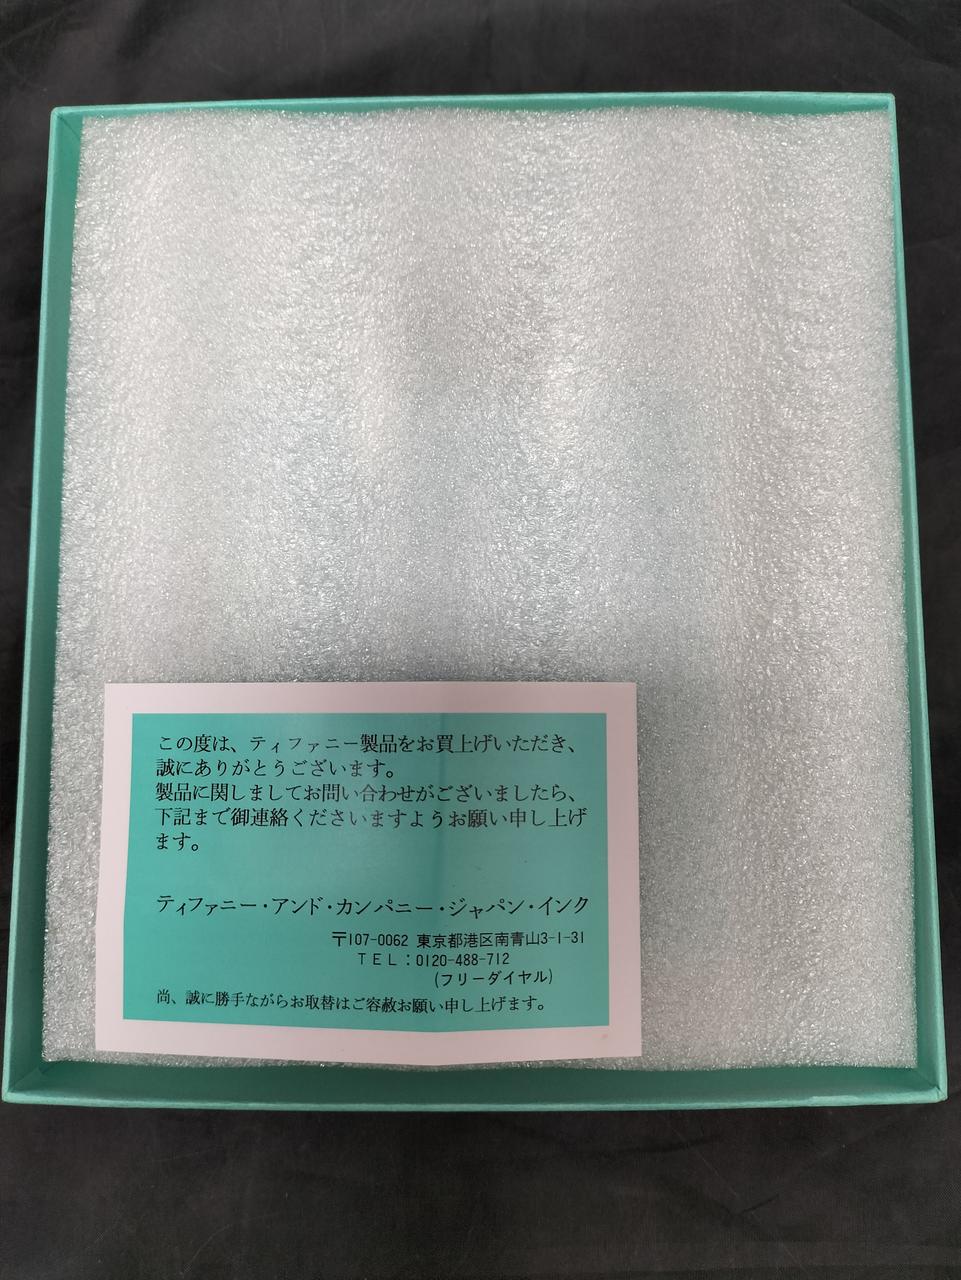 この度は、ティファニー製品をお買上げいただき、
誠にありがとうございます。
製品に関しましてお問い合わせがございましたら、
下記まで御連絡くださいますようお願い申し上げ
ます。
ティファニー・アンド・カンパニー・ジャパン・インク
〒107-0062 東京都港区南青山3-1-31
TEL：0120-488-712
(フリーダイヤル)
尚、誠に勝手ながらお取替はご容赦お願い申し上げます。